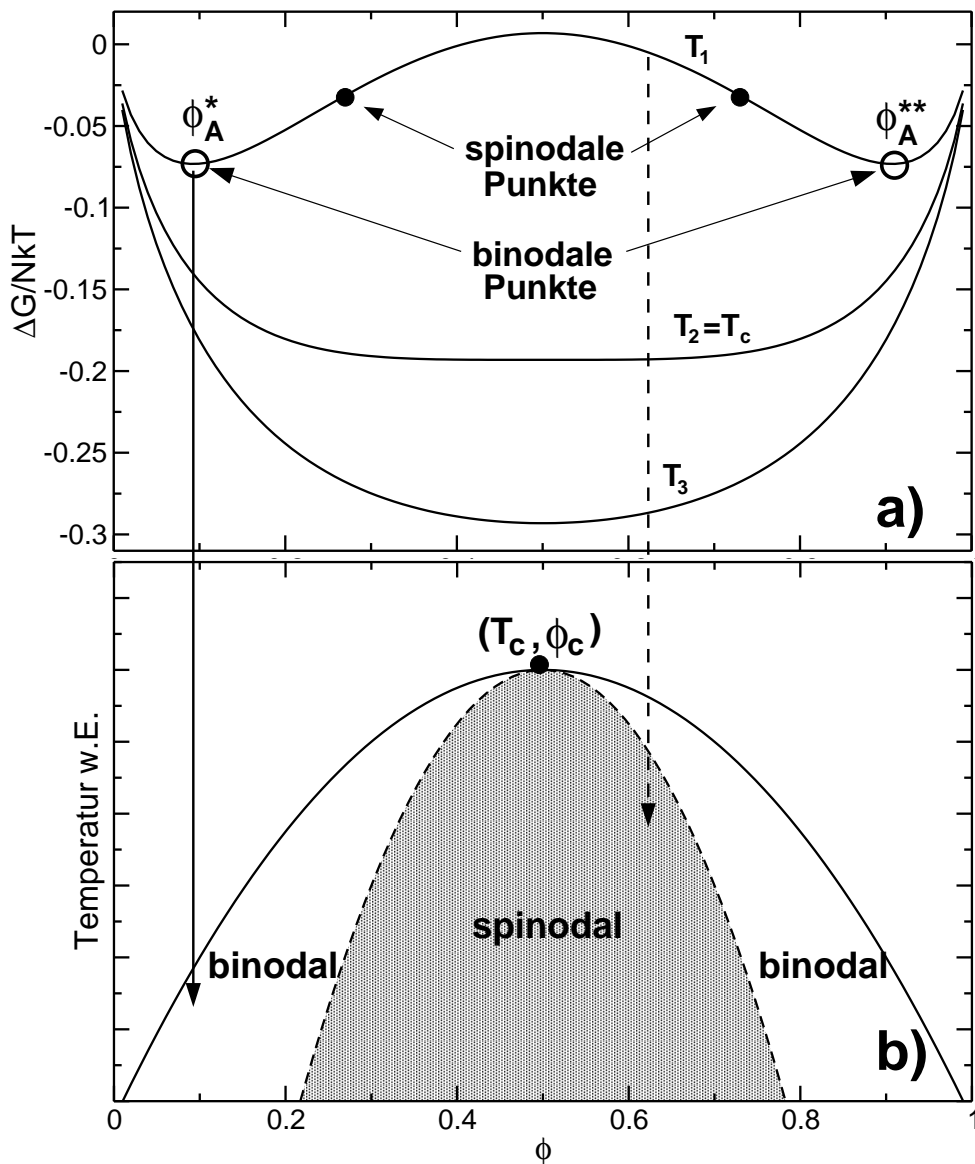 0
-0.05
-0.1
-0.15
-0.2
-0.25
-0.3
ΔG/NkT
T1
ϕA*
ϕA**
spinodale
Punkte
binodale
Punkte
T2=Tc
T3
a)
(Tc,ϕc)
Temperatur w.E.
spinodal
binodal
binodal
b)
0
0.2
0.4
0.6
0.8
1
ϕ